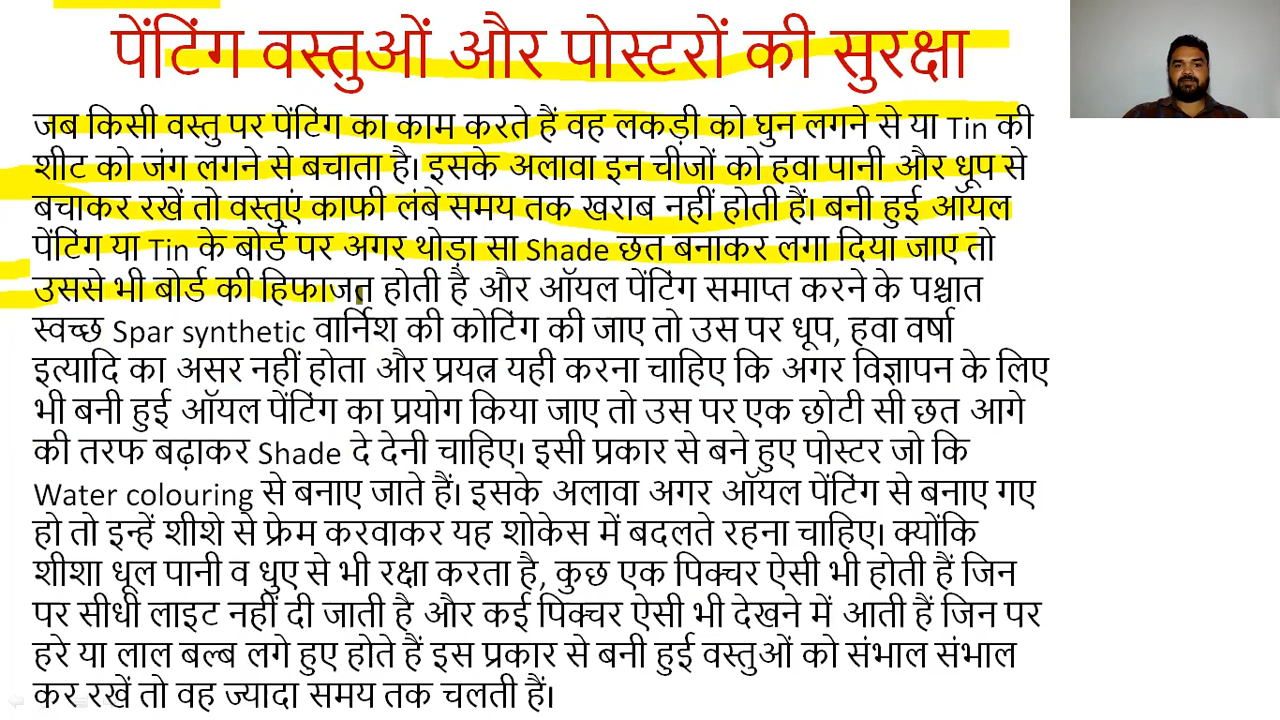 पेंटिंग वस्तुओं और पोस्टरों की सुरक्षा
जब किसी वस्तु पर पेंटिंग का काम करते हैं वह लकड़ी को घुन लगने से या Tin की
शीट को जंग लगने से बचाता है। इसके अलावा इन चीजों को हवा पानी और धूप से
बचाकर रखें तो वस्तुएं काफी लंबे समय तक खराब नहीं होती हैं। बनी हुई ऑयल
पेंटिंग या Tin के बोर्ड पर अगर थोड़ा सा Shade छत बनाकर लगा दिया जाए तो
उससे भी बोर्ड की हिफाजत होती है और ऑयल पेंटिंग समाप्त करने के पश्चात
स्वच्छ Spar synthetic वार्निश की कोटिंग की जाए तो उस पर धूप, हवा वर्षा
इत्यादि का असर नहीं होता और प्रयत्न यही करना चाहिए कि अगर विज्ञापन के लिए
भी बनी हुई ऑयल पेंटिंग का प्रयोग किया जाए तो उस पर एक छोटी सी छत आगे
की तरफ बढ़ाकर Shade दे देनी चाहिए। इसी प्रकार से बने हुए पोस्टर जो कि
Water colouring से बनाए जाते हैं। इसके अलावा अगर ऑयल पेंटिंग से बनाए गए
हो तो इन्हें शीशे से फ्रेम करवाकर यह शोकेस में बदलते रहना चाहिए। क्योंकि
शीशा धूल पानी व धुए से भी रक्षा करता है, कुछ एक पिक्चर ऐसी भी होती हैं जिन
पर सीधी लाइट नहीं दी जाती है और कई पिक्चर ऐसी भी देखने में आती हैं जिन पर
हरे या लाल बल्ब लगे हुए होते हैं इस प्रकार से बनी हुई वस्तुओं को संभाल संभाल
कर रखें तो वह ज्यादा समय तक चलती हैं।